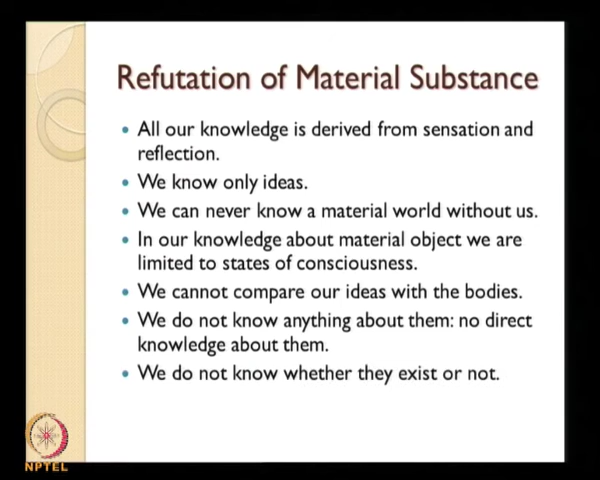 Refutation of Material Substance
All our knowledge is derived from sensation and
reflection.
We know only ideas.
We can never know a material world without us.
In our knowledge about material object we are
limited to states of consciousness.
We cannot compare our ideas with the bodies.
We do not know anything about them: no direct
knowledge about them.
We do not know whether they exist or not.
NPTEL